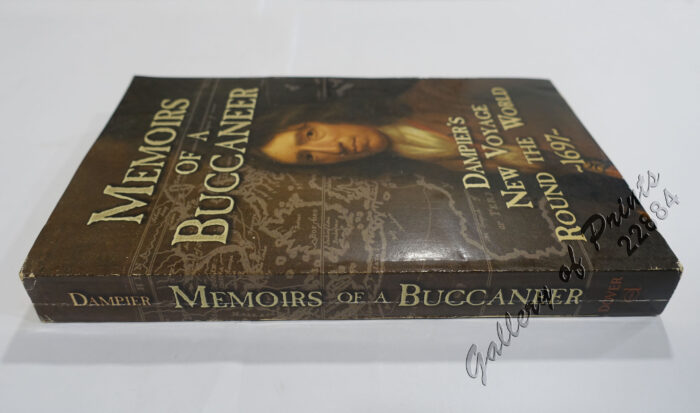 MEMOIRS
OF A
BUCCANEER
DAMPIER'S
NEW VOYAGE
ROUND THE WORLD
-1697-
DAMPIER MEMOIRS OF A BUCCANEER DOVER
Gallery of Prints
22884